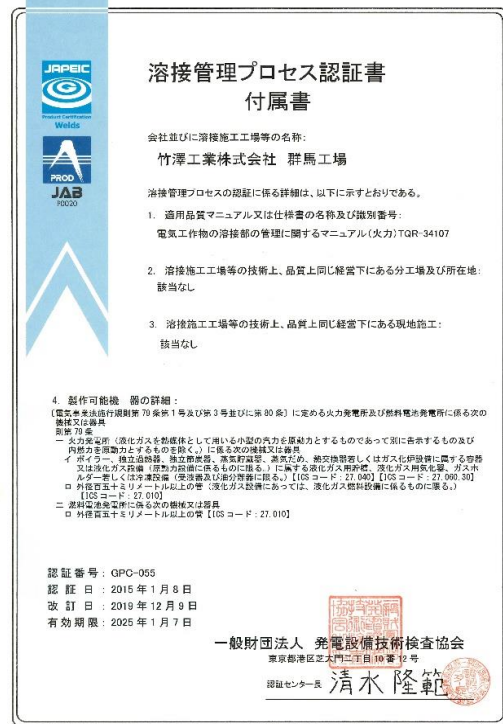 JAPEIC
Product Certification
Welds
PROD
JAB
PD020
溶接管理プロセス認証書
付属書
会社並びに溶接施工工場等の名称:
竹澤工業株式会社 群馬工場
溶接管理プロセスの認証に係る詳細は、以下に示すとおりである。
1. 適用品質マニュアル又は仕様書の名称及び識別番号:
電気工作物の溶接部の管理に関するマニュアル(火力)TQR-34107
2. 溶接施工工場等の技術上、品質上同じ経営下にある分工場及び所在地:
該当なし
3. 溶接施工工場等の技術上、品質上同じ経営下にある現地施工:
該当なし
4. 製作可能機 器の詳細:
〔電気事業法施行規則第79条第1号及び第3号並びに第80条〕に定める火力発電所及び燃料電池発電所に係る次の
機械又は器具
則第79条
一 火力発電所(液化ガスを熱媒体として用いる小型の汽力を原動力とするものであって別に告示するもの及び
内燃力を原動力とするものを除く。)に係る次の機械又は器具
イ ボイラー、独立過熱器、独立節炭器、蒸気貯蔵器、蒸気だめ、熱交換器若しくはガス化炉設備に属する容器
又は液化ガス設備(原動力設備に係るものに限る。)に属する液化ガス用貯槽、液化ガス用気化器、ガスホ
ルダー若しくは冷凍設備(受液器及び油分離器に限る。)【ICSコード:27.040】【ICSコード:27.060.30】
ロ 外径百五十ミリメートル以上の管(液化ガス設備にあっては、液化ガス燃料設備に係るものに限る。)
【ICSコード:27.010】
二 燃料電池発電所に係る次の機械又は器具
ロ 外径百五十ミリメートル以上の管【ICSコード:27.010】
認証番号:GPC-055
認証日:2015年1月8日
改訂日:2019年12月9日
有効期限:2025年1月7日
一般財団法人 発電設備技術検査協会
東京都港区芝大門二丁目10番12号
認証センター長 清水 隆範